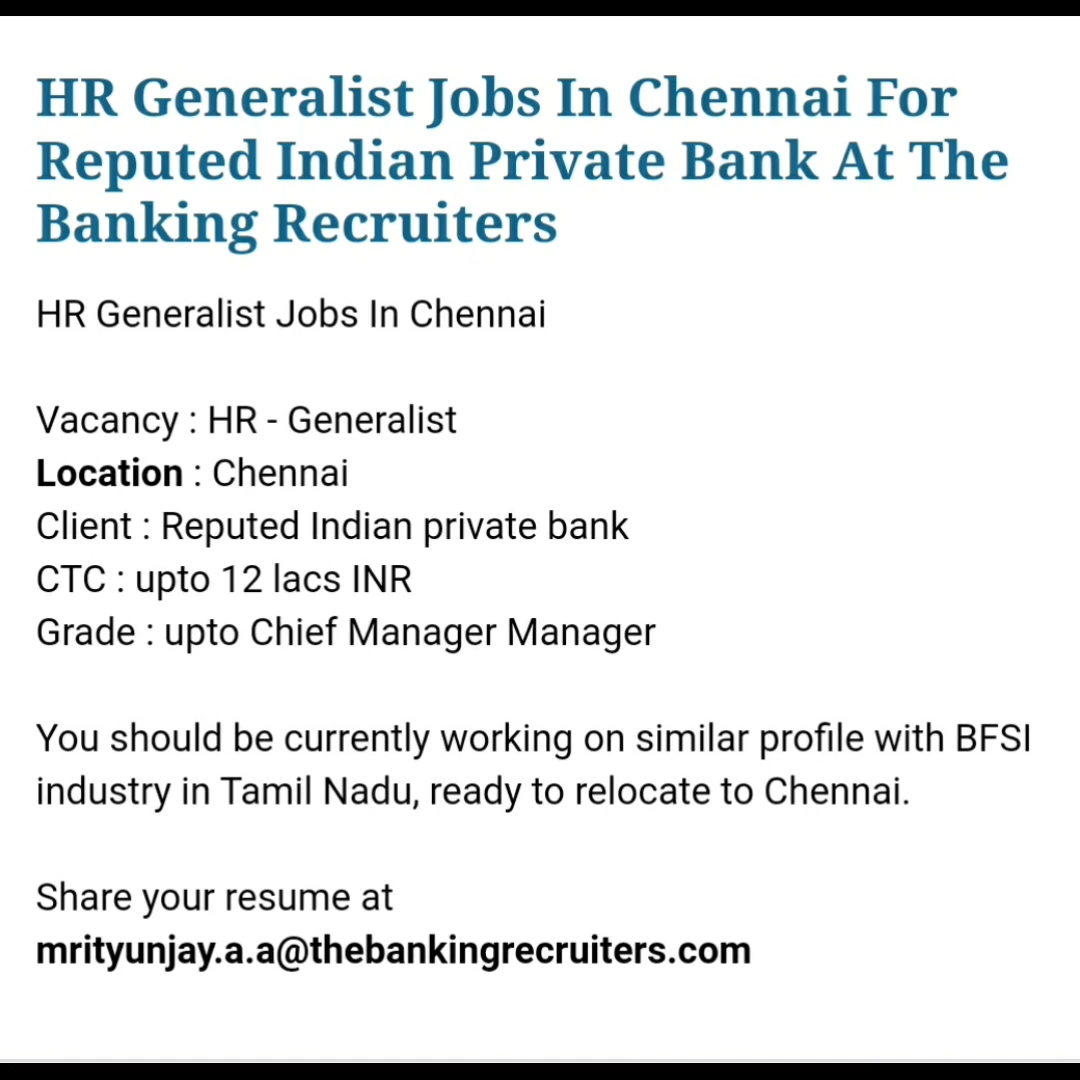 HR Generalist Jobs In Chennai For
Reputed Indian Private Bank At The
Banking Recruiters
HR Generalist Jobs In Chennai
Vacancy : HR - Generalist
Location : Chennai
Client : Reputed Indian private bank
CTC : upto 12 lacs INR
Grade : upto Chief Manager Manager
You should be currently working on similar profile with BFSI
industry in Tamil Nadu, ready to relocate to Chennai.
Share your resume at
mrityunjay.a.a@thebankingrecruiters.com